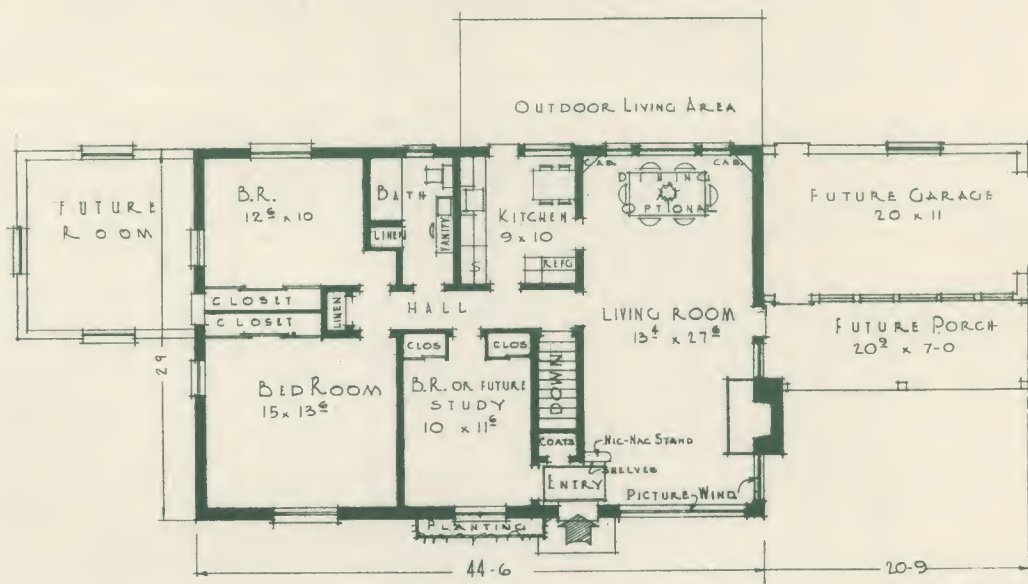 OUTDOOR LIVING AREA
FUTURE
ROOM
B.R.
12⁶ x 10
BATH
LINEN
VANITY
KITCHEN
9 x 10
S
REFG
CAB.
CAB.
DINING
OPTIONAL
FUTURE GARAGE
20 x 11
CLOSET
CLOSET
LINEN
HALL
LIVING ROOM
13⁴ x 27⁶
FUTURE PORCH
20⁹ x 7-0
29
BED ROOM
15 x 13⁶
CLOS
CLOS
B.R. OR FUTURE
STUDY
10 x 11⁶
DOWN
COATS
NIC-NAC STAND
SHELVES
ENTRY
PICTURE WIND
PLANTING
44-6
20-9